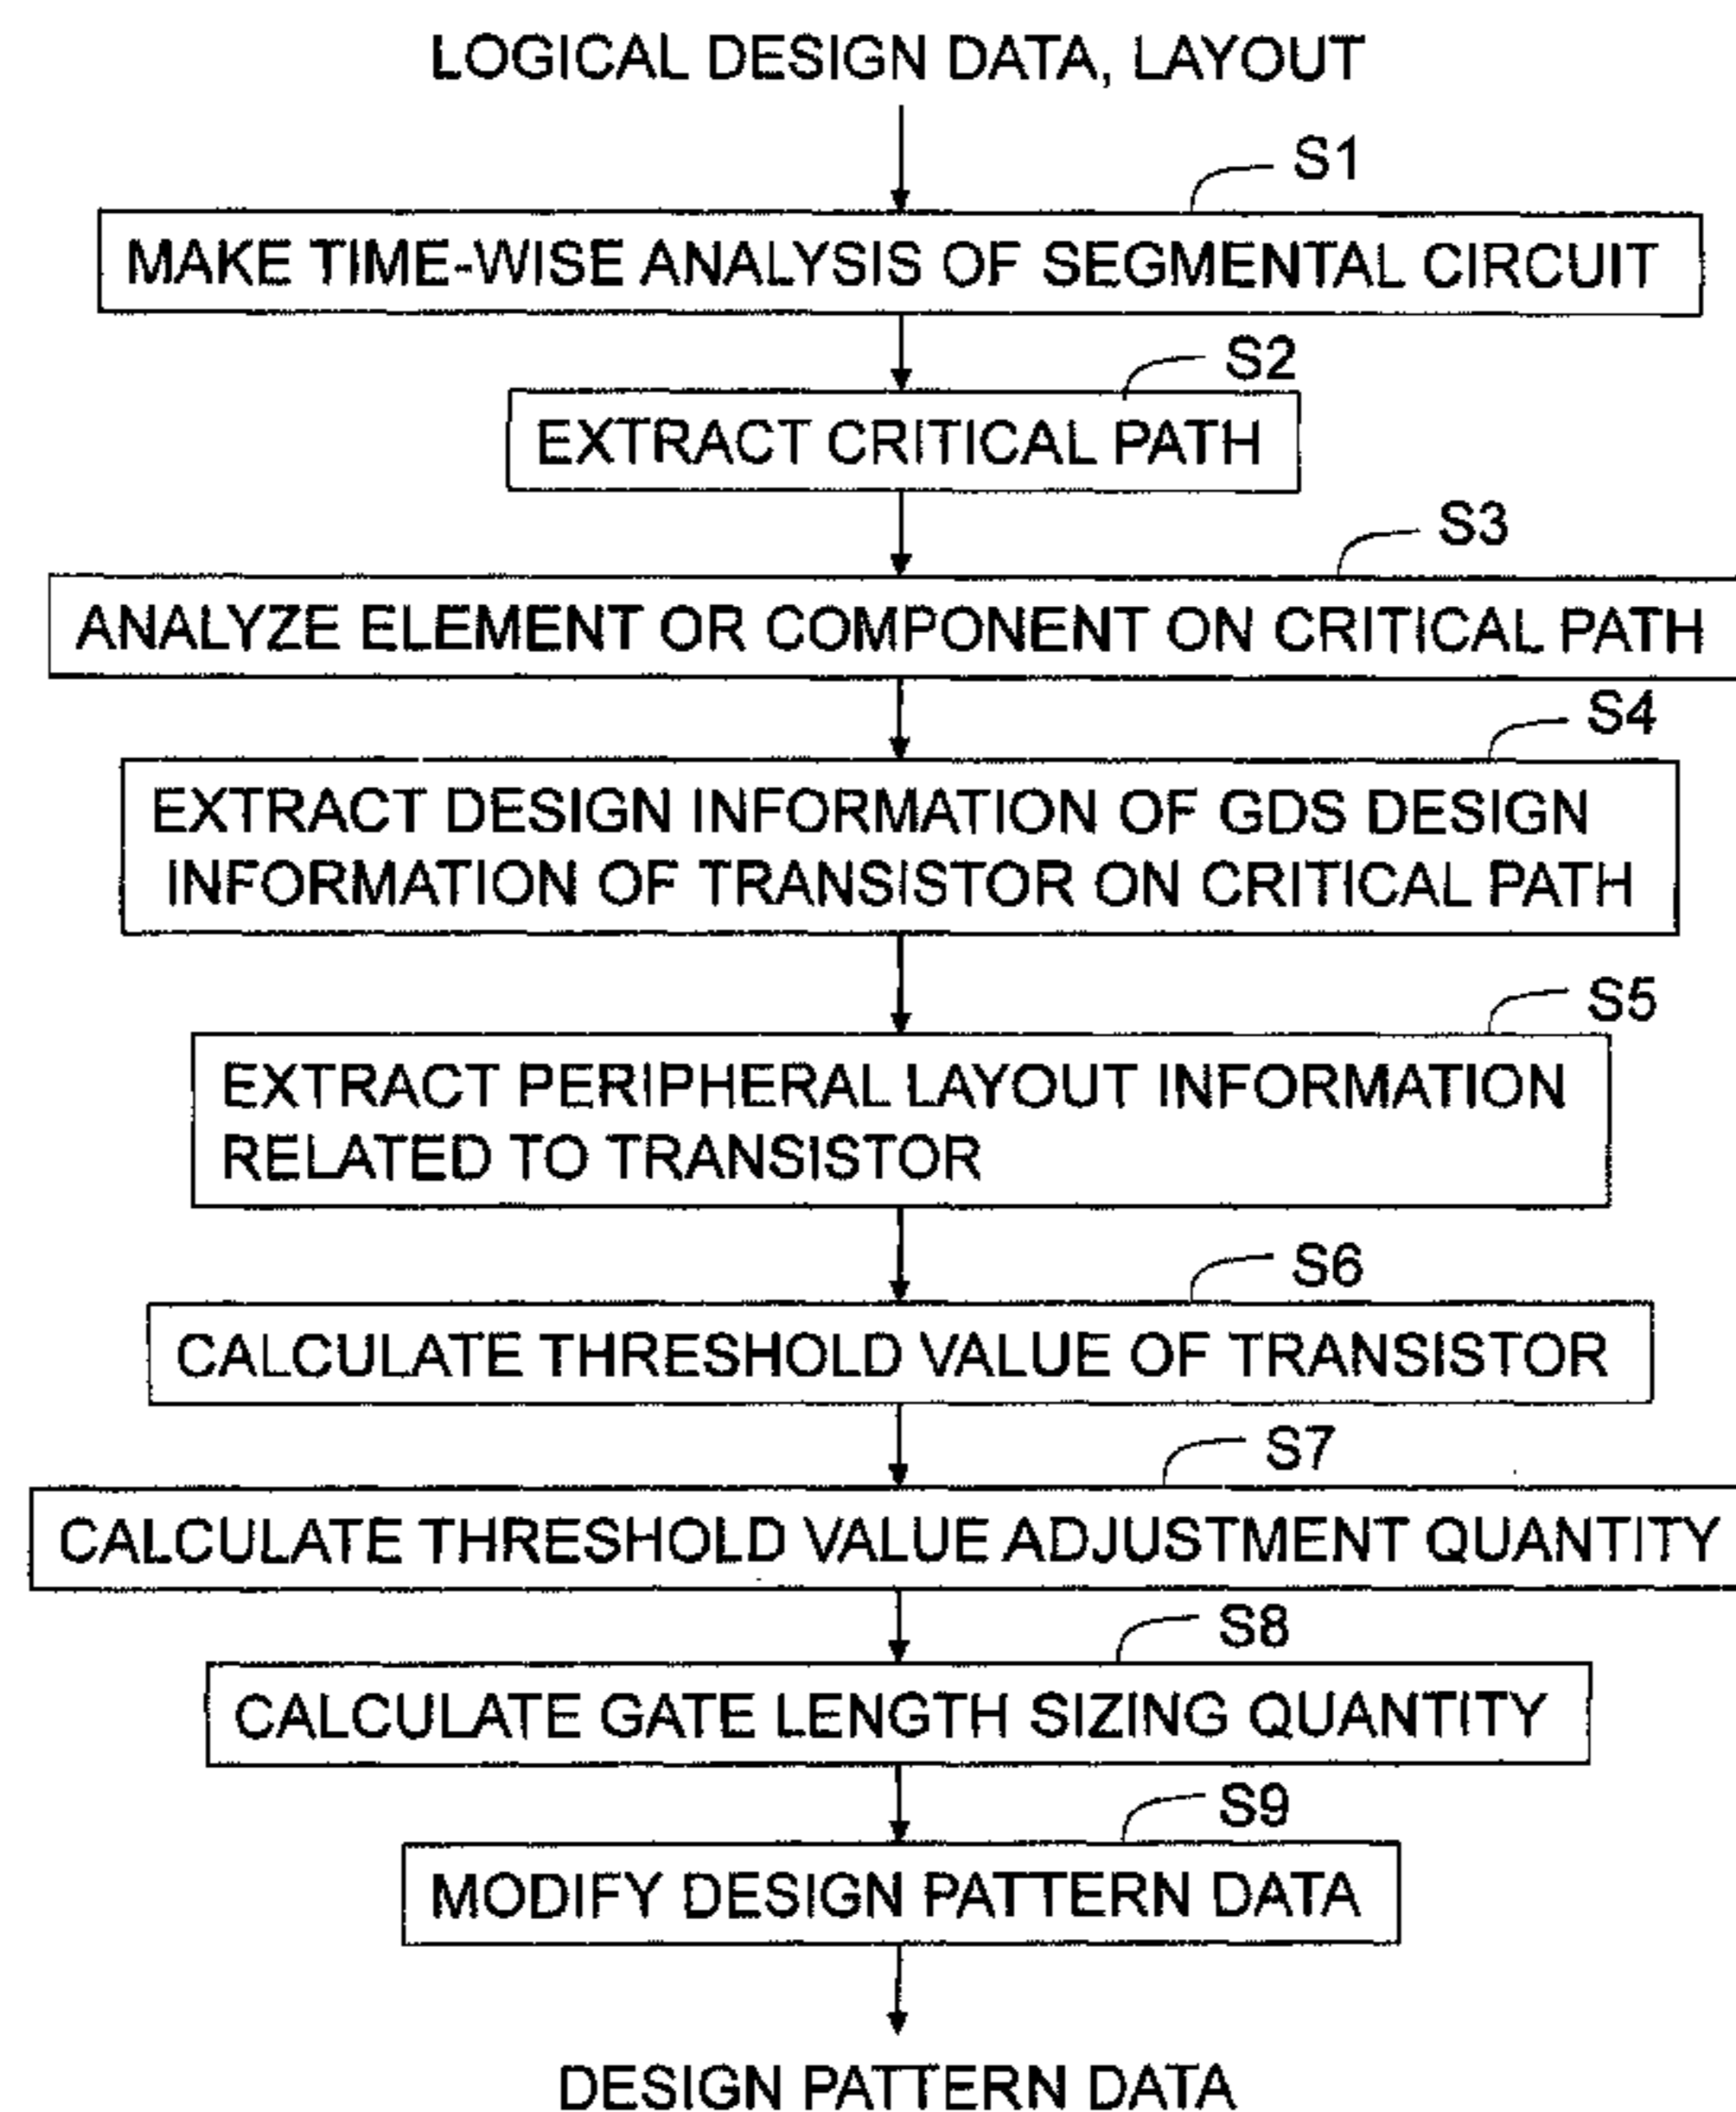 LOGICAL DESIGN DATA, LAYOUT
S1
MAKE TIME-WISE ANALYSIS OF SEGMENTAL CIRCUIT
S2
EXTRACT CRITICAL PATH
S3
ANALYZE ELEMENT OR COMPONENT ON CRITICAL PATH
S4
EXTRACT DESIGN INFORMATION OF GDS DESIGN
INFORMATION OF TRANSISTOR ON CRITICAL PATH
S5
EXTRACT PERIPHERAL LAYOUT INFORMATION
RELATED TO TRANSISTOR
S6
CALCULATE THRESHOLD VALUE OF TRANSISTOR
S7
CALCULATE THRESHOLD VALUE ADJUSTMENT QUANTITY
S8
CALCULATE GATE LENGTH SIZING QUANTITY
S9
MODIFY DESIGN PATTERN DATA
DESIGN PATTERN DATA